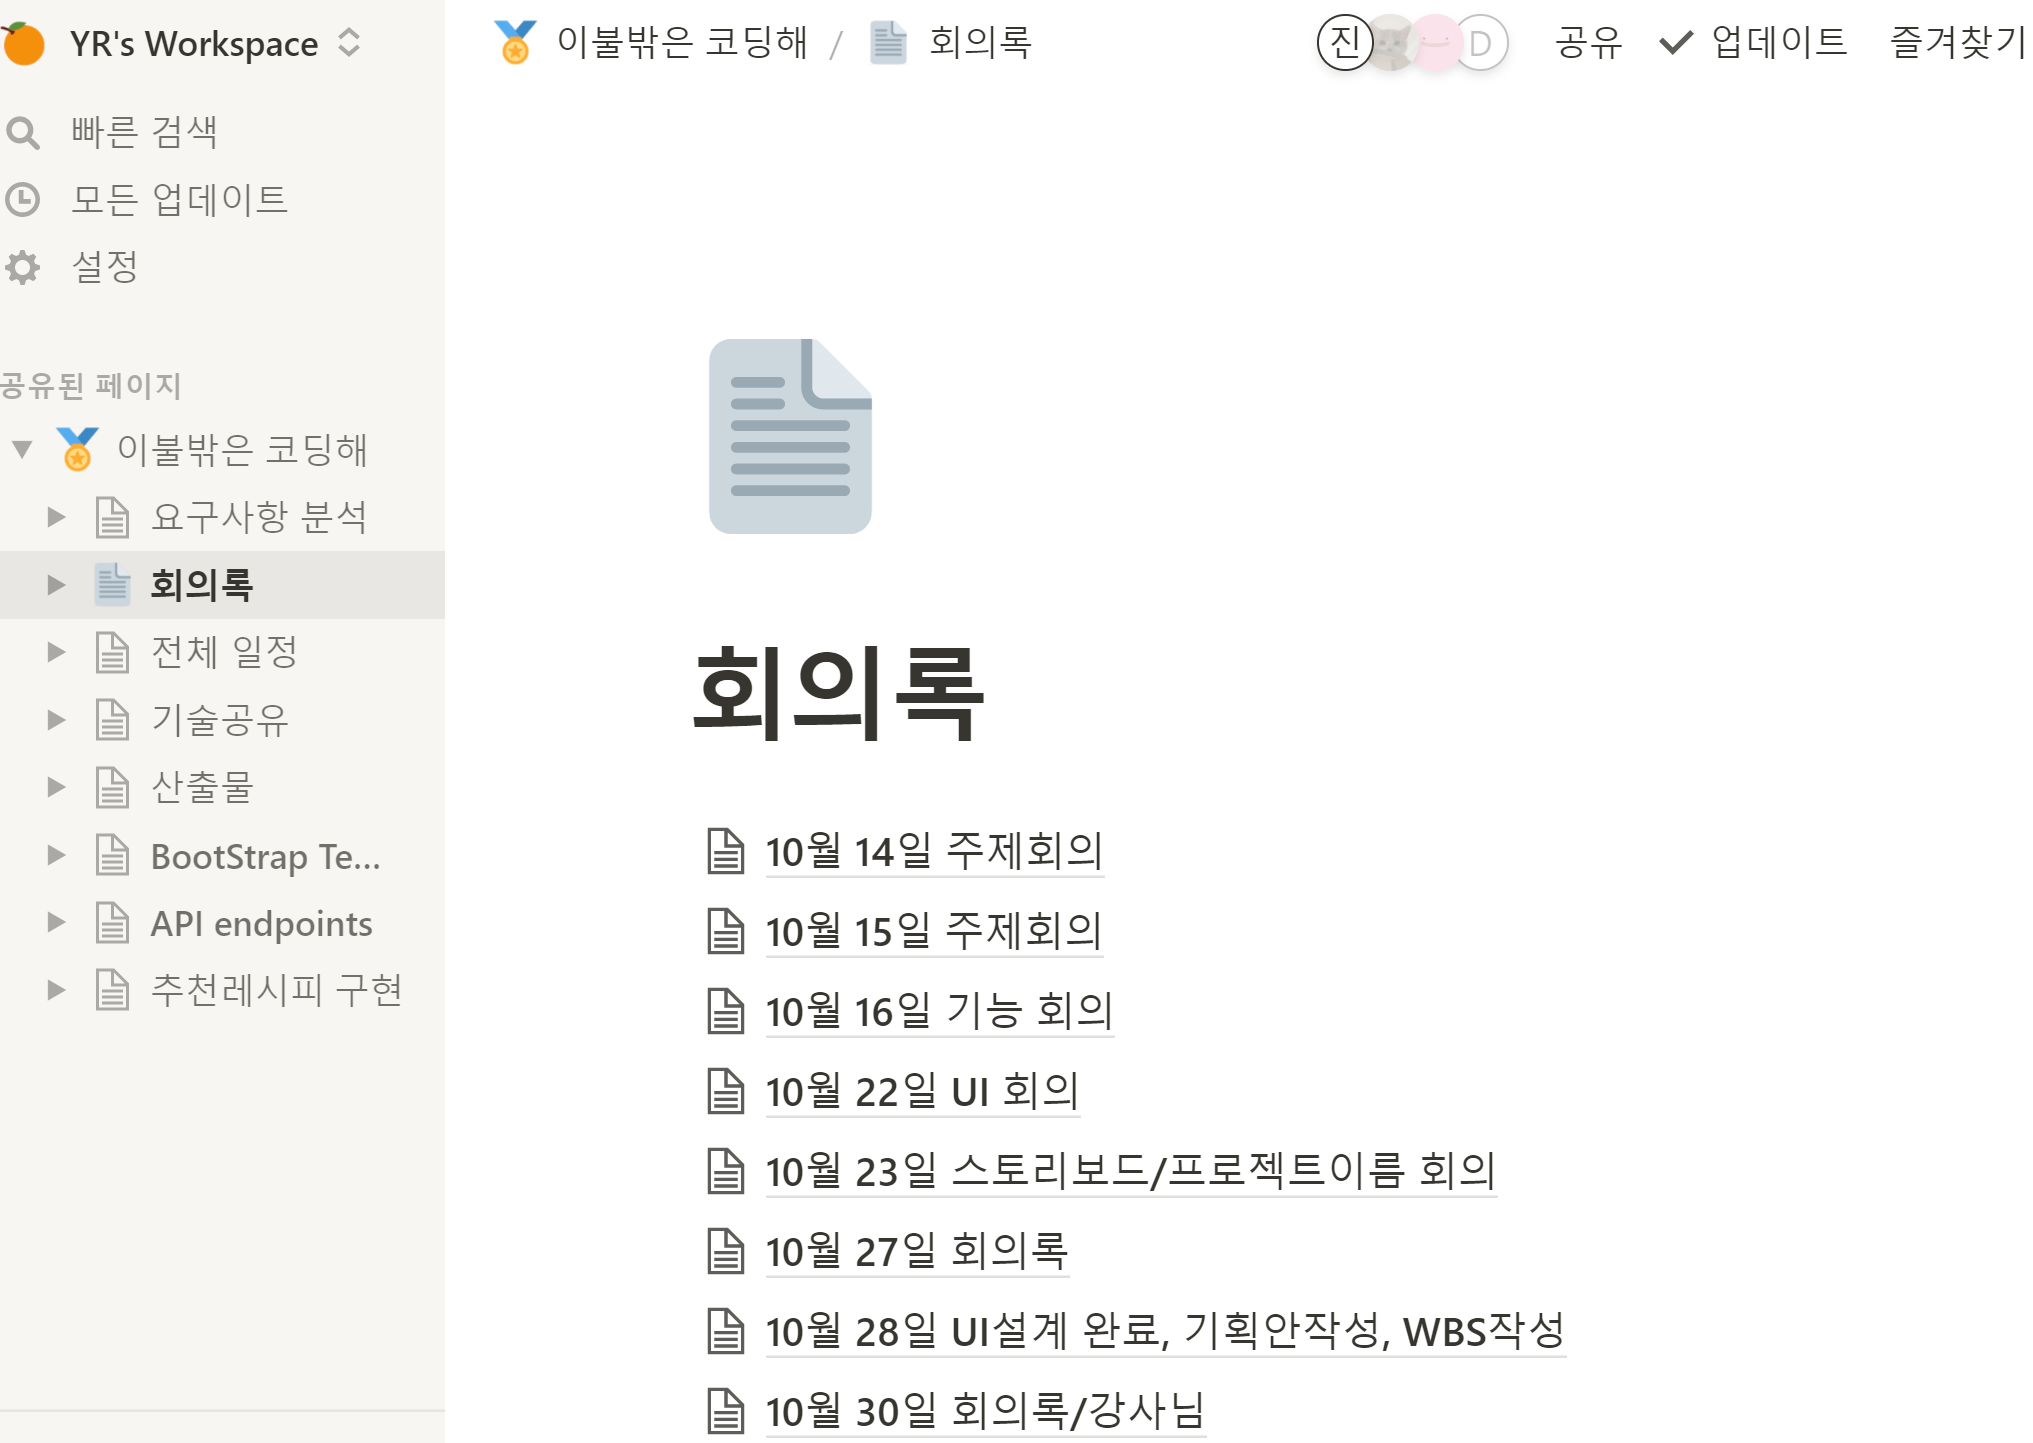 YR's Workspace
빠른 검색
모든 업데이트
설정
공유된 페이지
이불밖은 코딩해
요구사항 분석
회의록
전체 일정
기술공유
산출물
BootStrap Te...
API endpoints
추천레시피 구현
이불밖은 코딩해 / 회의록
진 D 공유 업데이트 즐겨찾기
회의록
10월 14일 주제회의
10월 15일 주제회의
10월 16일 기능 회의
10월 22일 UI 회의
10월 23일 스토리보드/프로젝트이름 회의
10월 27일 회의록
10월 28일 UI설계 완료, 기획안작성, WBS작성
10월 30일 회의록/강사님